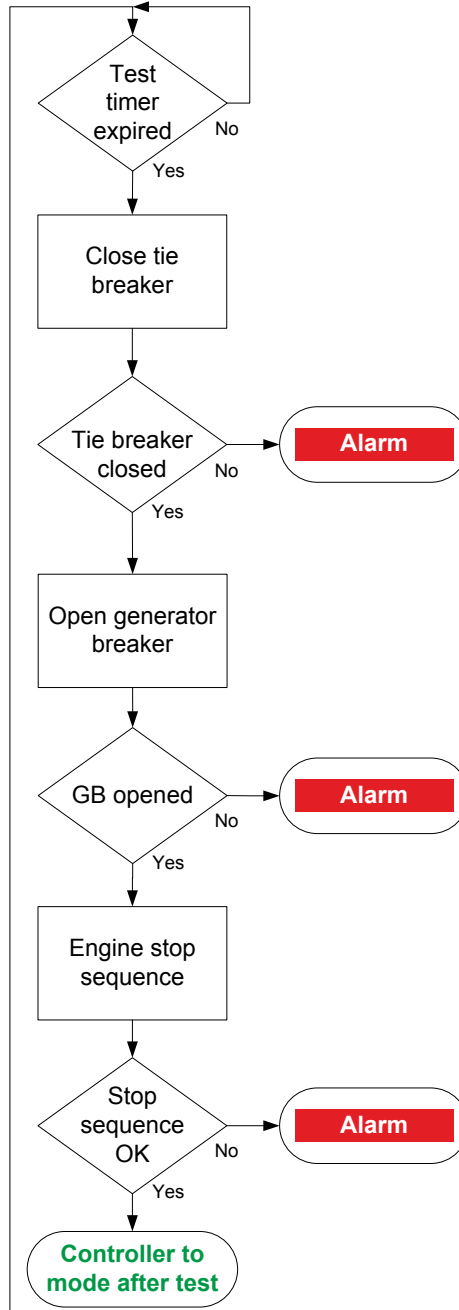 Test
timer
expired
No
Yes
Close tie
breaker
Tie breaker
closed
No
Alarm
Yes
Open generator
breaker
GB opened
No
Alarm
Yes
Engine stop
sequence
Stop
sequence
OK
No
Alarm
Yes
Controller to
mode after test